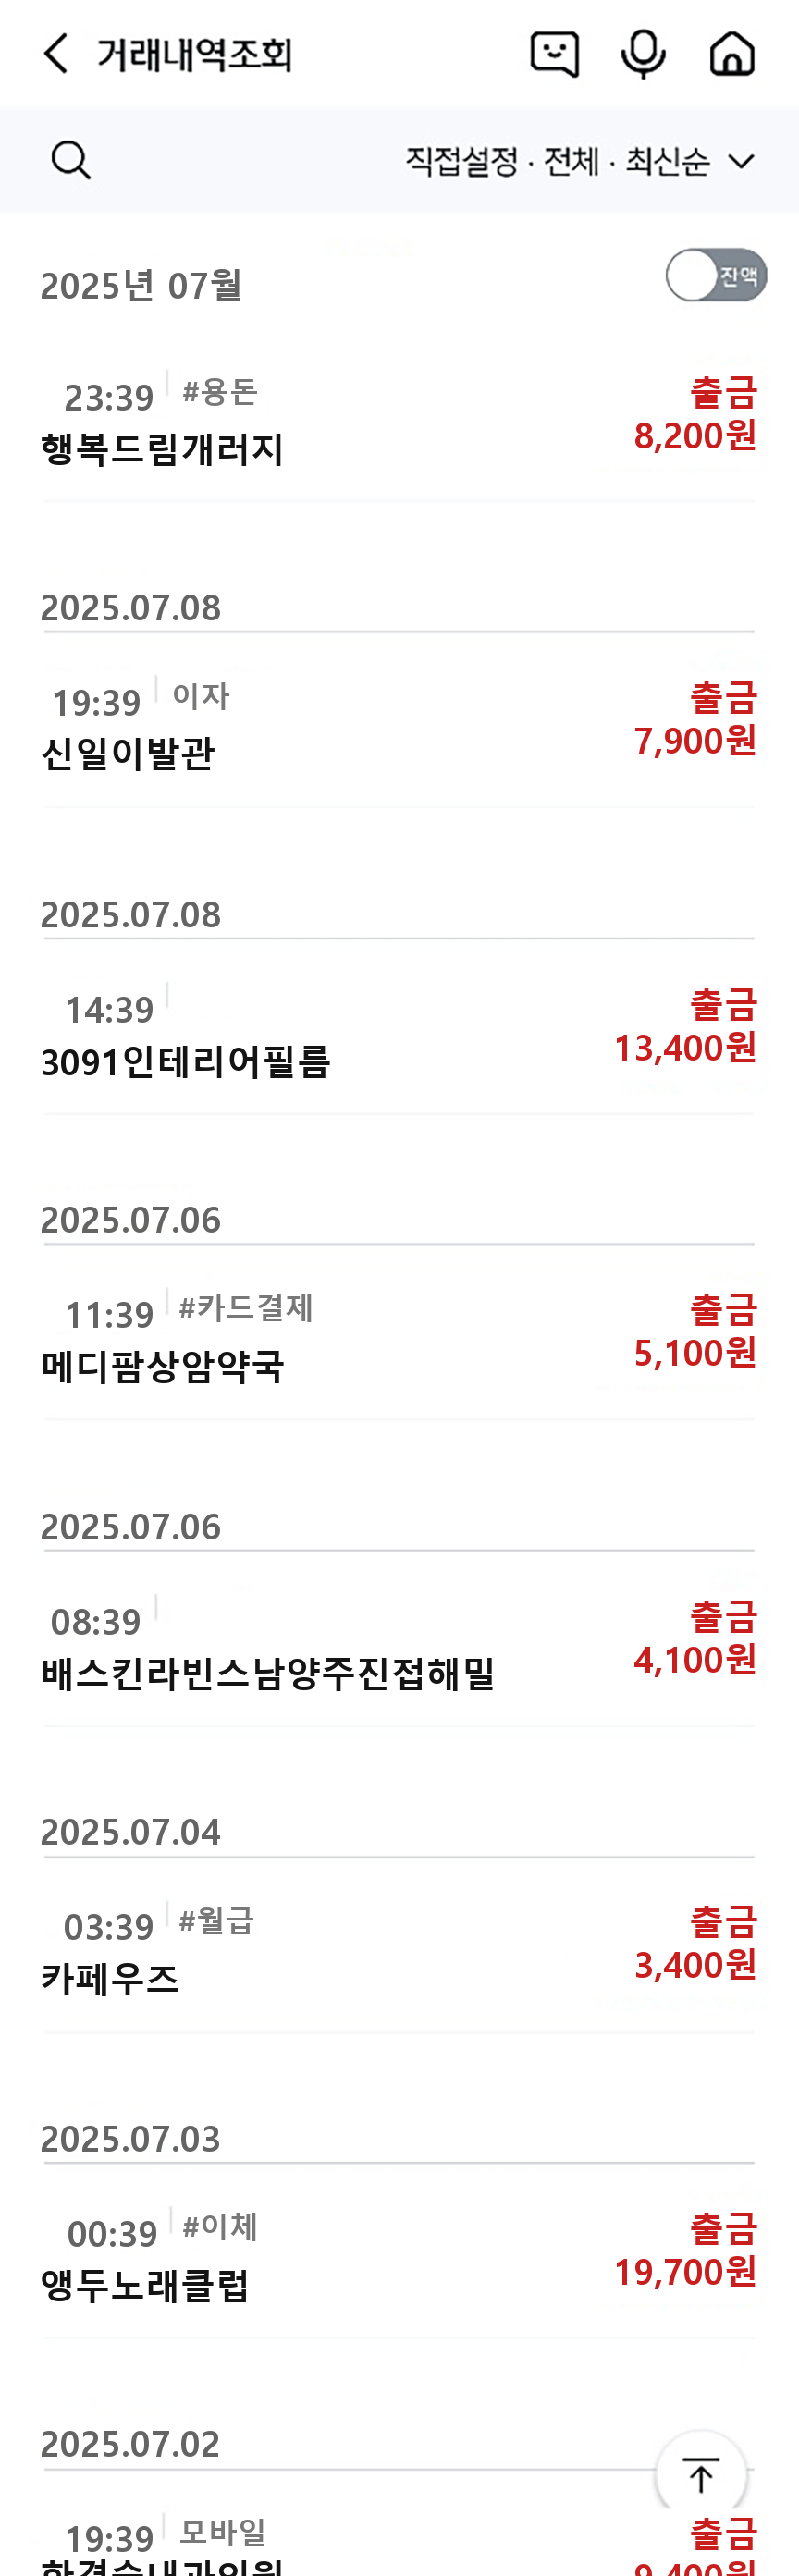 거래내역조회
직접설정 · 전체 · 최신순
2025년 07월
잔액
23:39 #용돈
출금
행복드림개러지
8,200원
2025.07.08
19:39 이자
출금
신일이발관
7,900원
2025.07.08
14:39
출금
3091인테리어필름
13,400원
2025.07.06
11:39 #카드결제
출금
메디팜상암약국
5,100원
2025.07.06
08:39
출금
배스킨라빈스남양주진접해밀
4,100원
2025.07.04
03:39 #월급
출금
카페우즈
3,400원
2025.07.03
00:39 #이체
출금
앵두노래클럽
19,700원
2025.07.02
19:39 모바일
출금
9,400원